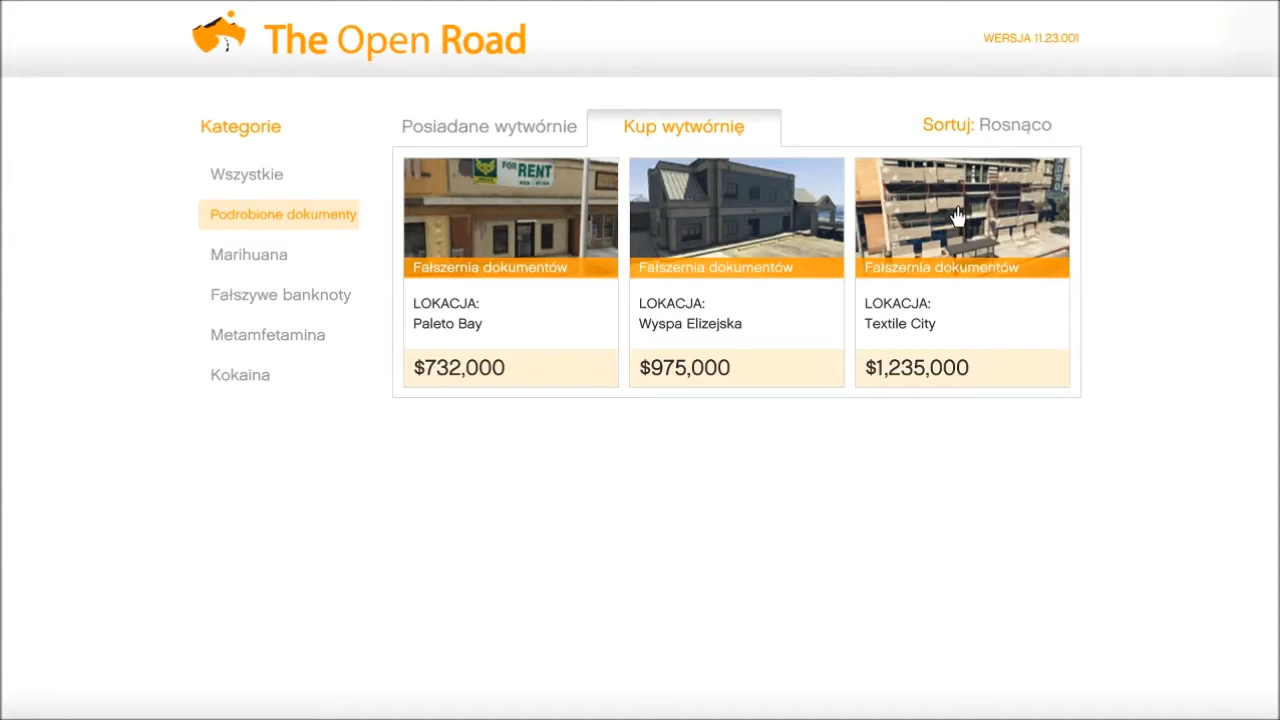 The Open Road
WERSJA 11.23.001
Kategorie
Wszystkie
Podrobione dokumenty
Marihuana
Fałszywe banknoty
Metamfetamina
Kokaina
Posiadane wytwórnie
Kup wytwórnię
Sortuj: Rosnąco
FOR RENT
Fałszernia dokumentów
LOKACJA:
Paleto Bay
$732,000
Fałszernia dokumentów
LOKACJA:
Wyspa Elizejska
$975,000
Fałszernia dokumentów
LOKACJA:
Textile City
$1,235,000